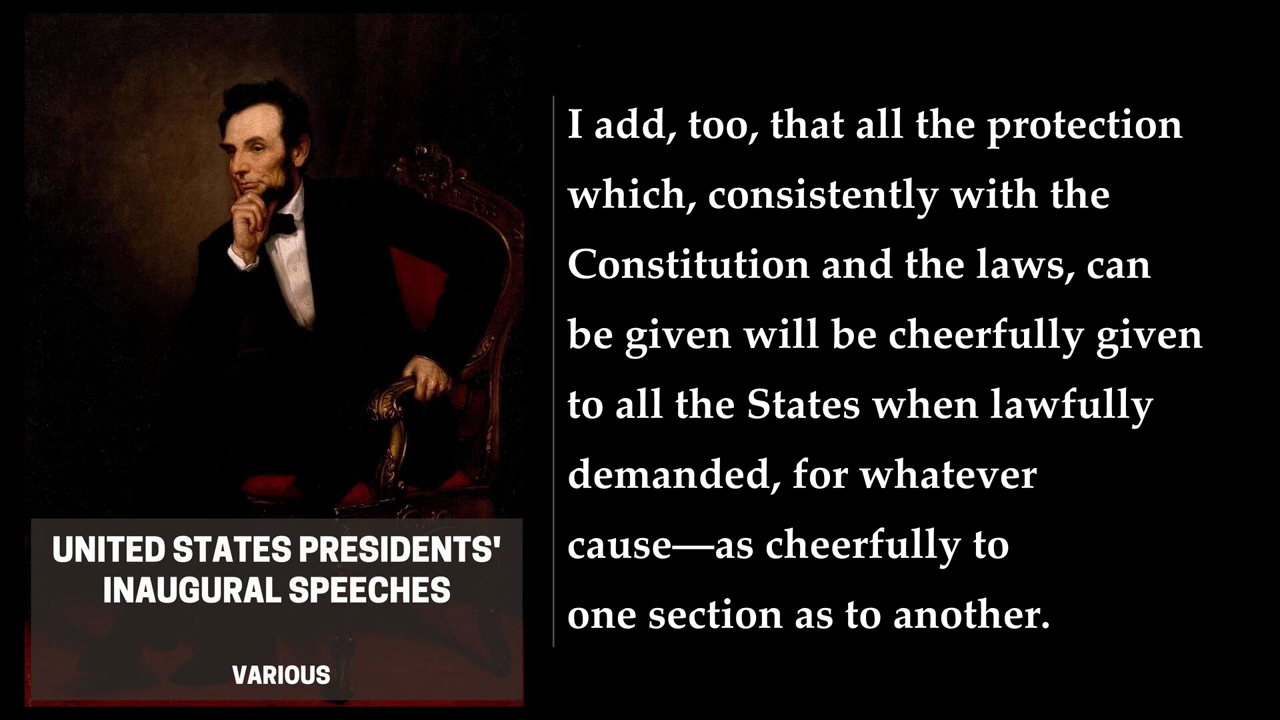 UNITED STATES PRESIDENTS'
INAUGURAL SPEECHES
VARIOUS
I add, too, that all the protection
which, consistently with the
Constitution and the laws, can
be given will be cheerfully given
to all the States when lawfully
demanded, for whatever
cause—as cheerfully to
one section as to another.